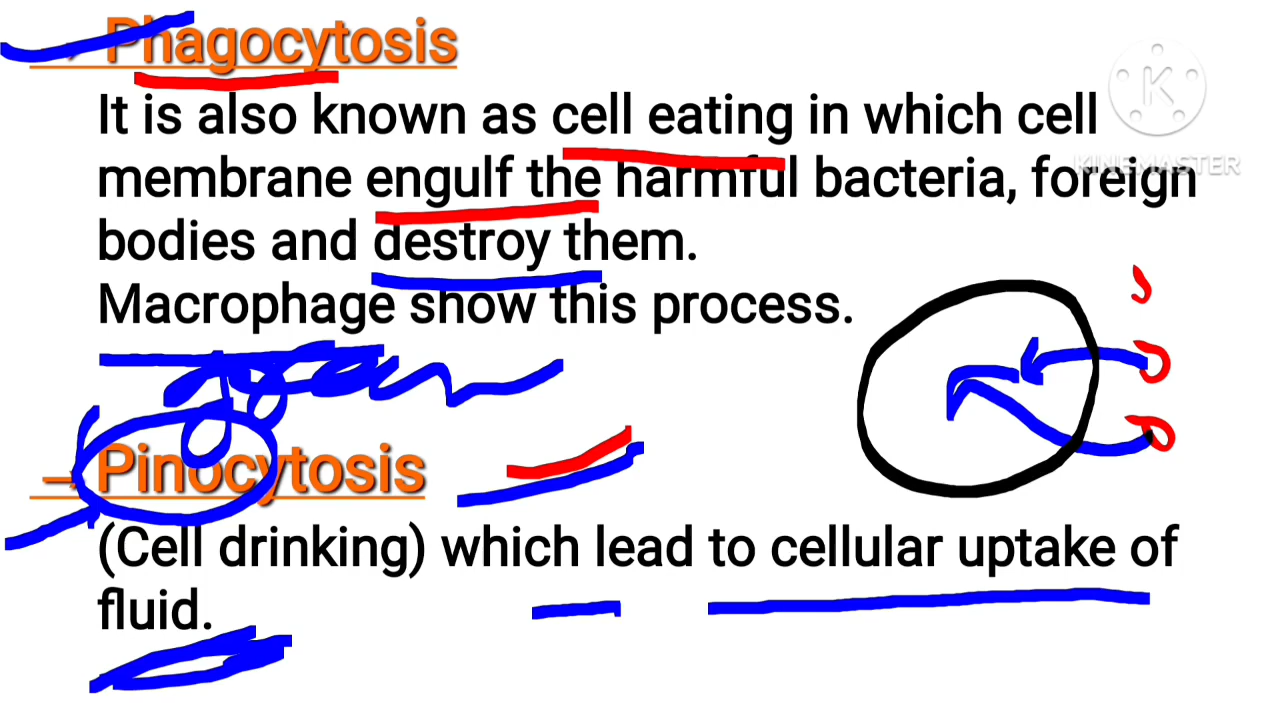 → Phagocytosis
It is also known as cell eating in which cell
membrane engulf the harmful bacteria, foreign
bodies and destroy them.
Macrophage show this process.
→ Pinocytosis
(Cell drinking) which lead to cellular uptake of
fluid.
K
KINEMASTER